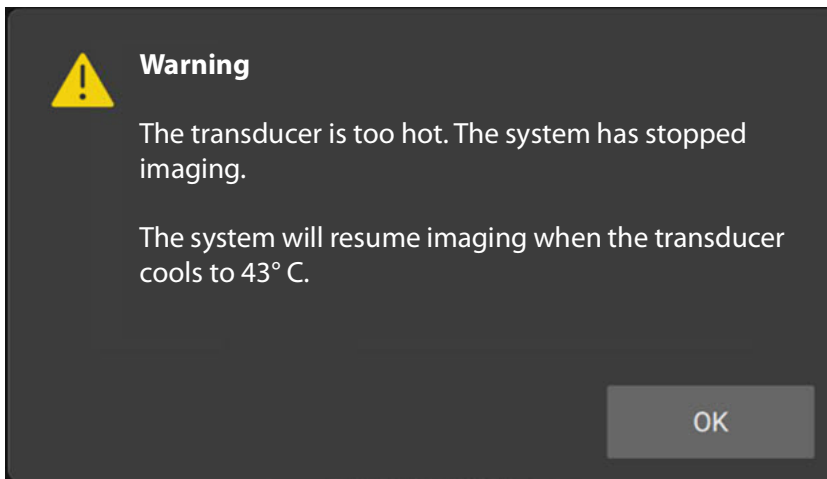 Warning
The transducer is too hot. The system has stopped
imaging.
The system will resume imaging when the transducer
cools to 43° C.
OK